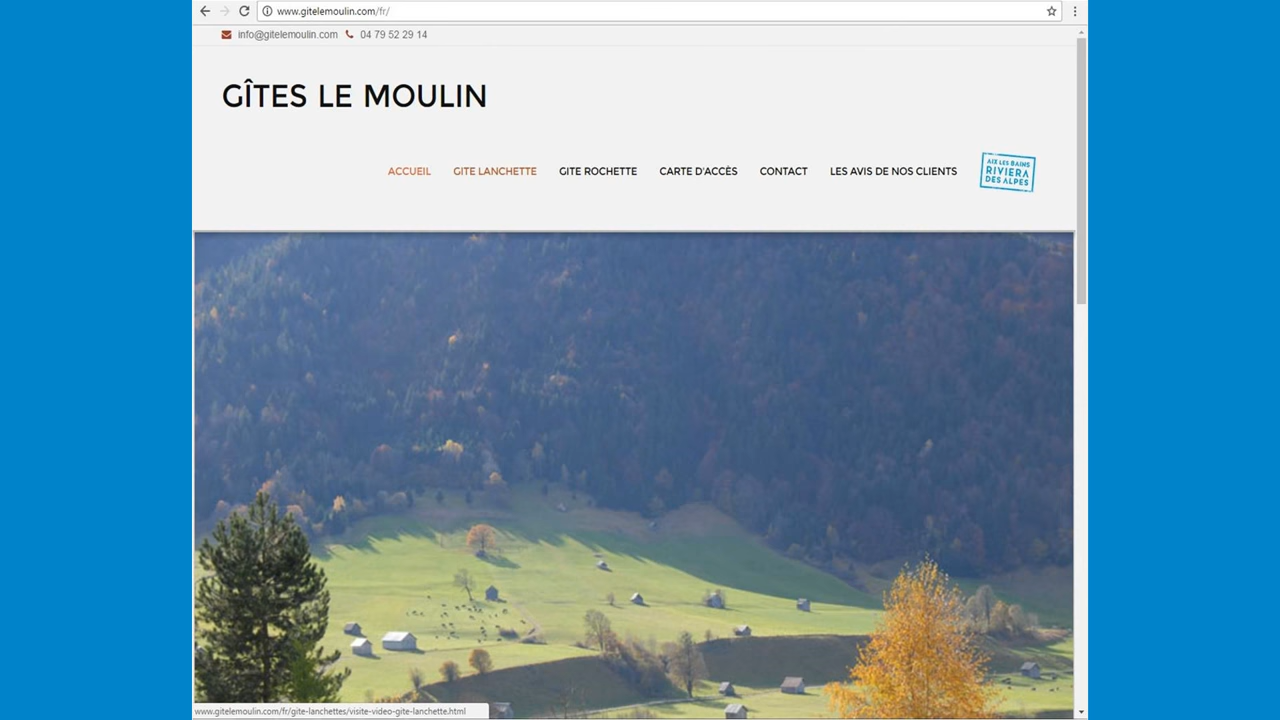 www.gitelemoulin.com/fr/
info@gitelemoulin.com 04 79 52 29 14
GÎTES LE MOULIN
ACCUEIL GITE LANCHETTE GITE ROCHETTE CARTE D'ACCÈS CONTACT LES AVIS DE NOS CLIENTS
AIX LES BAINS
RIVIERA
DES ALPES
www.gitelemoulin.com/fr/gite-lanchettes/visite-video-gite-lanchette.html